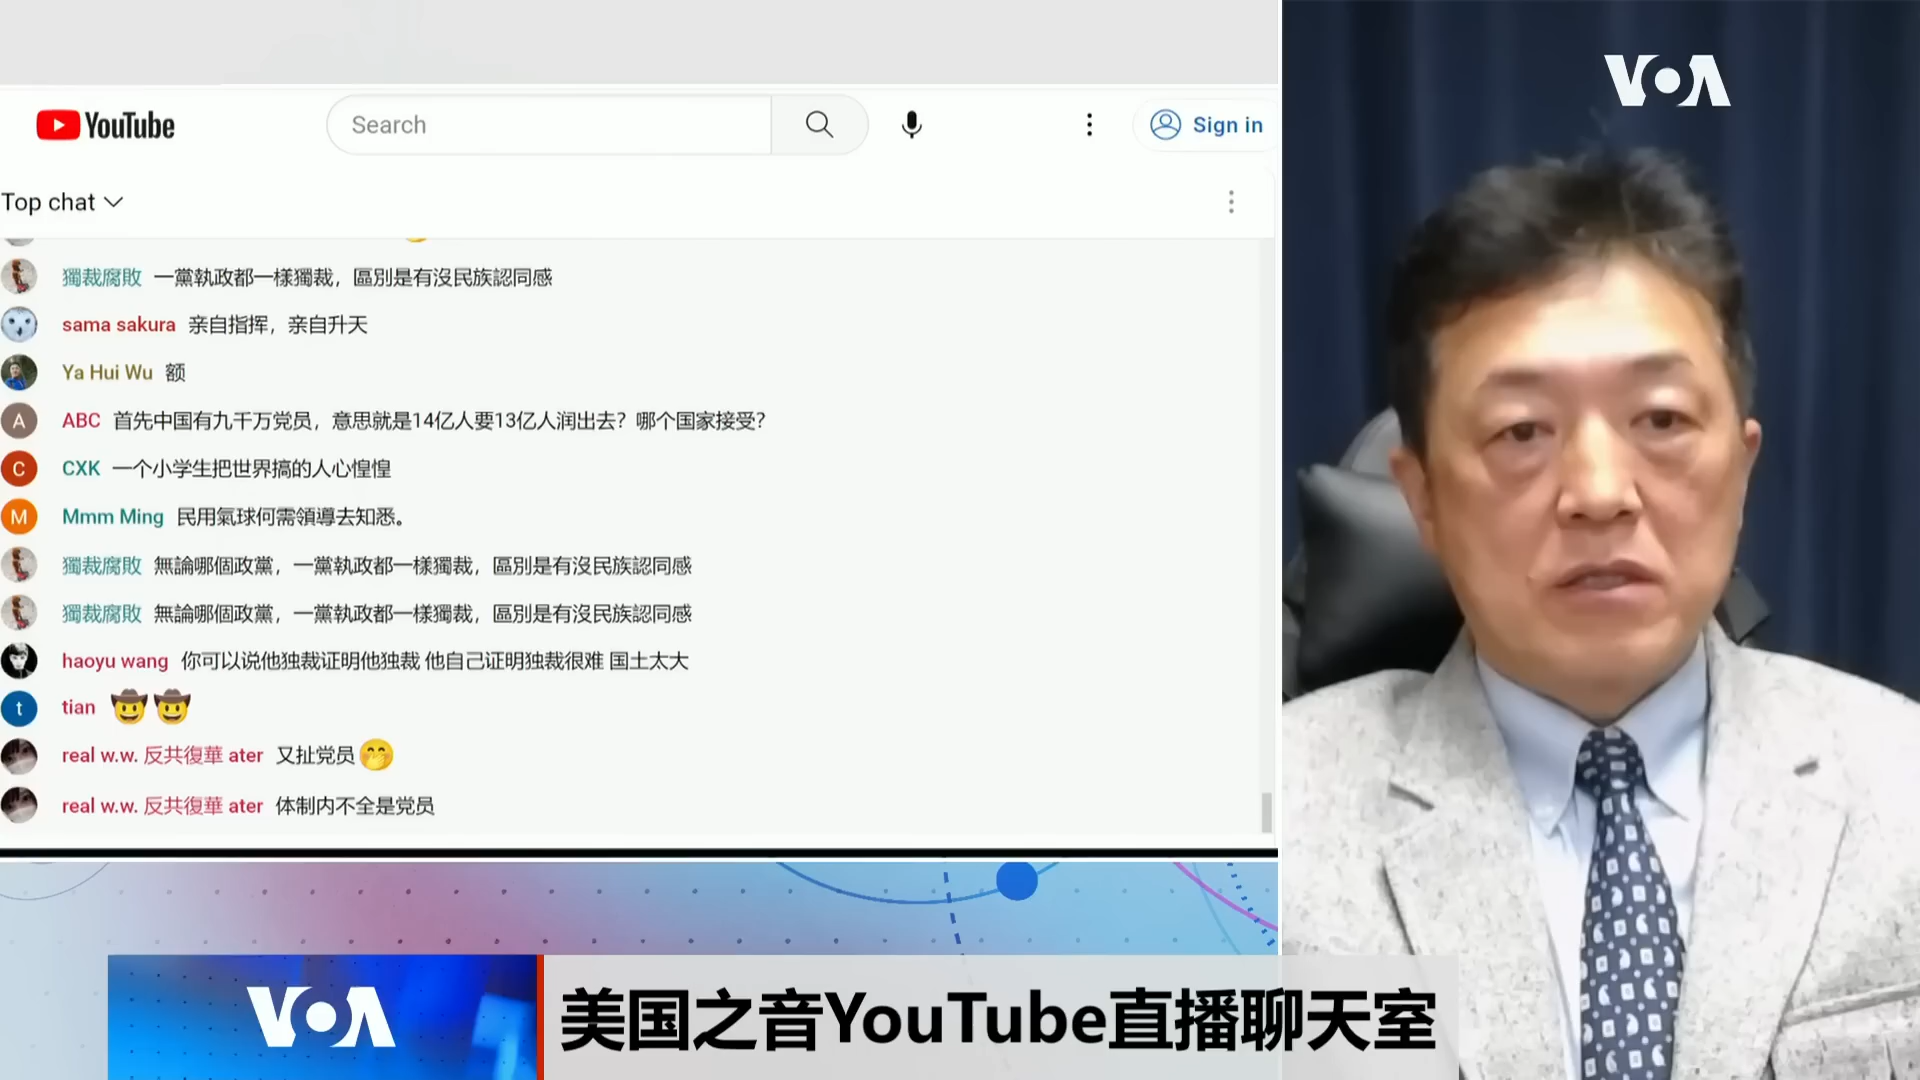 VOA
YouTube
Search
Sign in
Top chat
獨裁腐敗 一黨執政都一樣獨裁，區別是有沒民族認同感
sama sakura 亲自指挥，亲自升天
Ya Hui Wu 额
A ABC 首先中国有九千万党员，意思就是14亿人要13亿人润出去？哪个国家接受？
C CXK 一个小学生把世界搞的人心惶惶
M Mmm Ming 民用氣球何需領導去知悉。
獨裁腐敗 無論哪個政黨，一黨執政都一樣獨裁，區別是有沒民族認同感
獨裁腐敗 無論哪個政黨，一黨執政都一樣獨裁，區別是有沒民族認同感
haoyu wang 你可以说他独裁证明他独裁 他自己证明独裁很难 国土太大
t tian 🤠🤠
real w.w. 反共復華 ater 又扯党员🤭
real w.w. 反共復華 ater 体制内不全是党员
VOA
美国之音YouTube直播聊天室